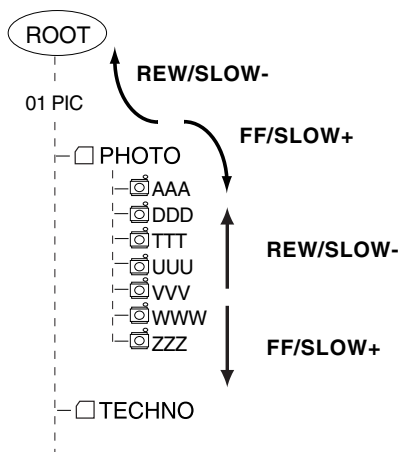 ROOT
REW/SLOW-
01 PIC
FF/SLOW+
PHOTO
AAA
DDD
TTT
REW/SLOW-
UUU
VVV
WWW
ZZZ
FF/SLOW+
TECHNO